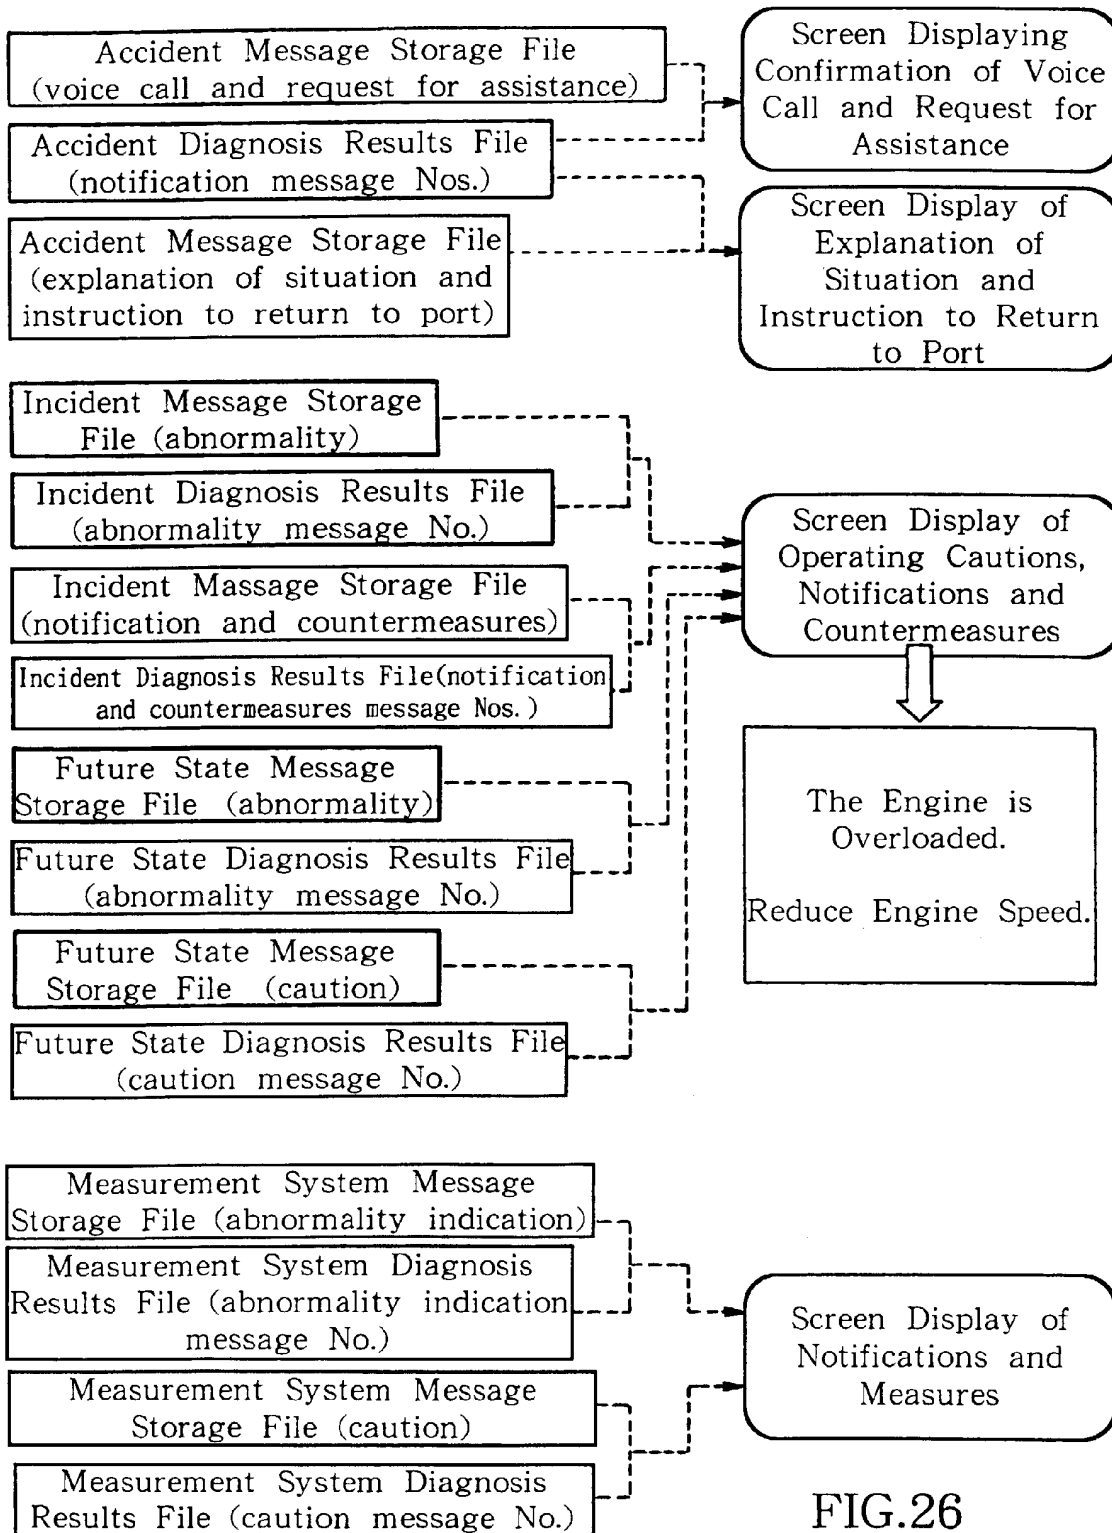 Accident Message Storage File
(voice call and request for assistance)
Accident Diagnosis Results File
(notification message Nos.)
Accident Message Storage File
(explanation of situation and
instruction to return to port)
Screen Displaying
Confirmation of Voice
Call and Request for
Assistance
Screen Display of
Explanation of
Situation and
Instruction to Return
to Port
Incident Message Storage
File (abnormality)
Incident Diagnosis Results File
(abnormality message No.)
Incident Massage Storage File
(notification and countermeasures)
Incident Diagnosis Results File(notification
and countermeasures message Nos.)
Future State Message
Storage File (abnormality)
Future State Diagnosis Results File
(abnormality message No.)
Future State Message
Storage File (caution)
Future State Diagnosis Results File
(caution message No.)
Screen Display of
Operating Cautions,
Notifications and
Countermeasures
The Engine is
Overloaded.
Reduce Engine Speed.
Measurement System Message
Storage File (abnormality indication)
Measurement System Diagnosis
Results File (abnormality indication
message No.)
Measurement System Message
Storage File (caution)
Measurement System Diagnosis
Results File (caution message No.)
Screen Display of
Notifications and
Measures
FIG.26